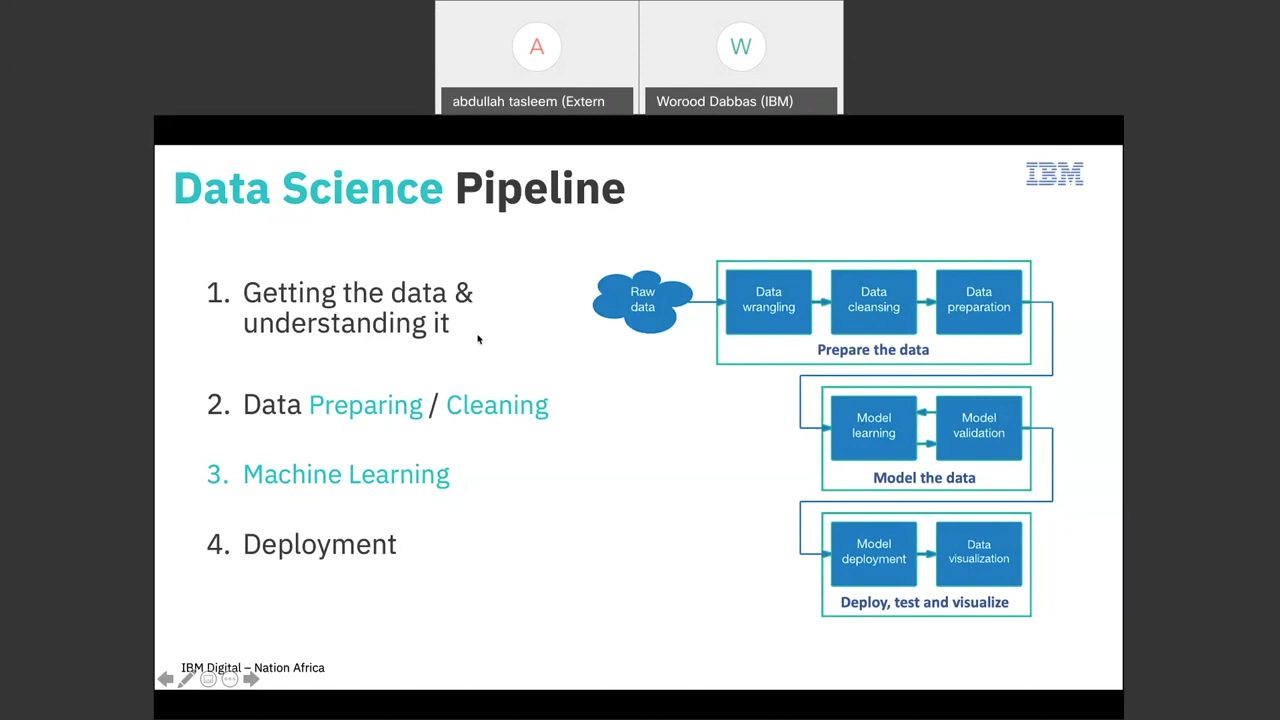 A
W
abdullah tasleem (Extern
Worood Dabbas (IBM)
Data Science Pipeline
IBM
1. Getting the data &
understanding it
2. Data Preparing / Cleaning
3. Machine Learning
4. Deployment
Raw
data
Data
wrangling
Data
cleansing
Data
preparation
Prepare the data
Model
learning
Model
validation
Model the data
Model
deployment
Data
visualization
Deploy, test and visualize
IBM Digital – Nation Africa